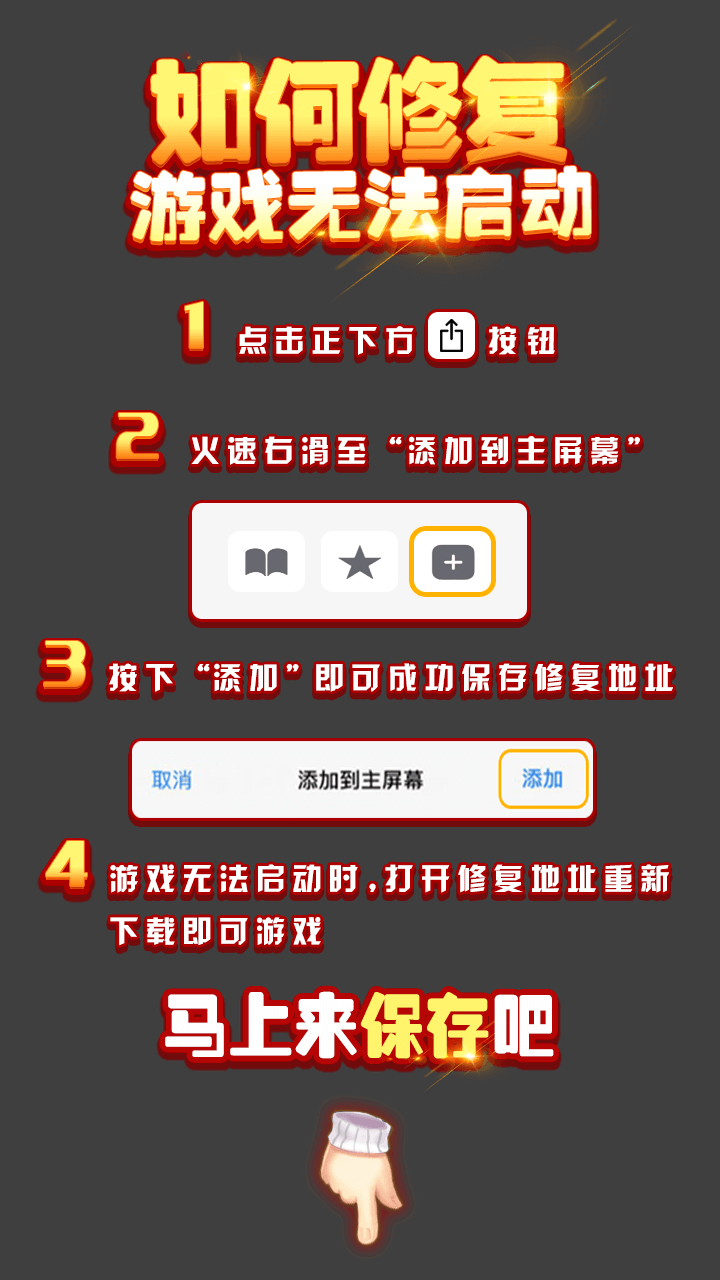 如何修复
游戏无法启动
1 点击正下方 按钮
2 火速右滑至“添加到主屏幕”
3 按下“添加”即可成功保存修复地址
取消 添加到主屏幕 添加
4 游戏无法启动时,打开修复地址重新
下载即可游戏
马上来保存吧